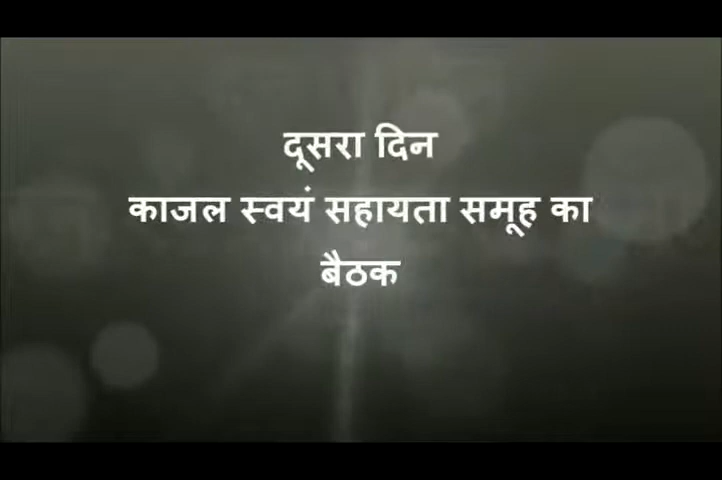 दूसरा दिन
काजल स्वयं सहायता समूह का
बैठक